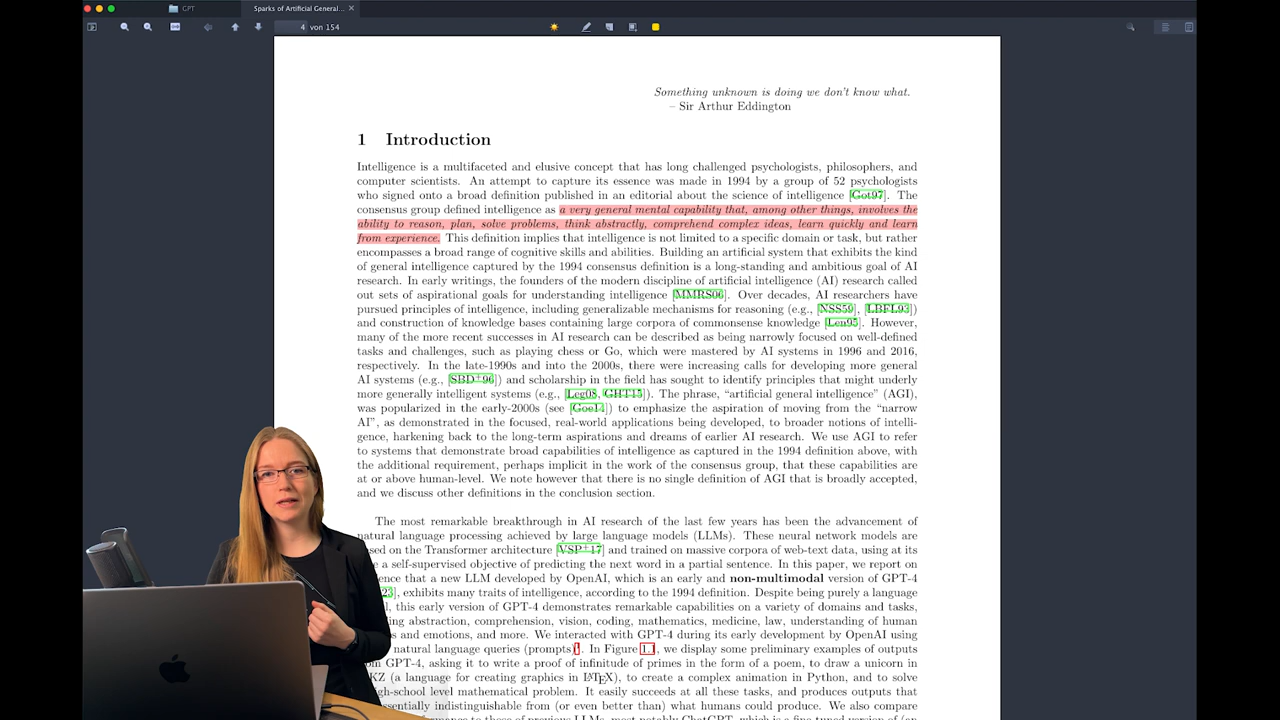 GPT
Sparks of Artificial General...
4 von 154
Something unknown is doing we don't know what.
– Sir Arthur Eddington
1 Introduction
Intelligence is a multifaceted and elusive concept that has long challenged psychologists, philosophers, and
computer scientists. An attempt to capture its essence was made in 1994 by a group of 52 psychologists
who signed onto a broad definition published in an editorial about the science of intelligence [Got97]. The
consensus group defined intelligence as a very general mental capability that, among other things, involves the
ability to reason, plan, solve problems, think abstractly, comprehend complex ideas, learn quickly and learn
from experience. This definition implies that intelligence is not limited to a specific domain or task, but rather
encompasses a broad range of cognitive skills and abilities. Building an artificial system that exhibits the kind
of general intelligence captured by the 1994 consensus definition is a long-standing and ambitious goal of AI
research. In early writings, the founders of the modern discipline of artificial intelligence (AI) research called
out sets of aspirational goals for understanding intelligence [MMRS06]. Over decades, AI researchers have
pursued principles of intelligence, including generalizable mechanisms for reasoning (e.g., [NSS59], [LBFL93])
and construction of knowledge bases containing large corpora of commonsense knowledge [Len95]. However,
many of the more recent successes in AI research can be described as being narrowly focused on well-defined
tasks and challenges, such as playing chess or Go, which were mastered by AI systems in 1996 and 2016,
respectively. In the late-1990s and into the 2000s, there were increasing calls for developing more general
AI systems (e.g., [SBD+96]) and scholarship in the field has sought to identify principles that might underly
more generally intelligent systems (e.g., [Leg08, GHT15]). The phrase, “artificial general intelligence” (AGI),
was popularized in the early-2000s (see [Goe14]) to emphasize the aspiration of moving from the “narrow
AI”, as demonstrated in the focused, real-world applications being developed, to broader notions of intelli-
gence, harkening back to the long-term aspirations and dreams of earlier AI research. We use AGI to refer
to systems that demonstrate broad capabilities of intelligence as captured in the 1994 definition above, with
the additional requirement, perhaps implicit in the work of the consensus group, that these capabilities are
at or above human-level. We note however that there is no single definition of AGI that is broadly accepted,
and we discuss other definitions in the conclusion section.
The most remarkable breakthrough in AI research of the last few years has been the advancement of
natural language processing achieved by large language models (LLMs). These neural network models are
on the Transformer architecture [VSP+17] and trained on massive corpora of web-text data, using at its
a self-supervised objective of predicting the next word in a partial sentence. In this paper, we report on
that a new LLM developed by OpenAI, which is an early and non-multimodal version of GPT-4
23], exhibits many traits of intelligence, according to the 1994 definition. Despite being purely a language
, this early version of GPT-4 demonstrates remarkable capabilities on a variety of domains and tasks,
abstraction, comprehension, vision, coding, mathematics, medicine, law, understanding of human
and emotions, and more. We interacted with GPT-4 during its early development by OpenAI using
natural language queries (prompts)1. In Figure 1.1, we display some preliminary examples of outputs
GPT-4, asking it to write a proof of infinitude of primes in the form of a poem, to draw a unicorn in
KZ (a language for creating graphics in LATEX), to create a complex animation in Python, and to solve
high-school level mathematical problem. It easily succeeds at all these tasks, and produces outputs that
essentially indistinguishable from (or even better than) what humans could produce. We also compare